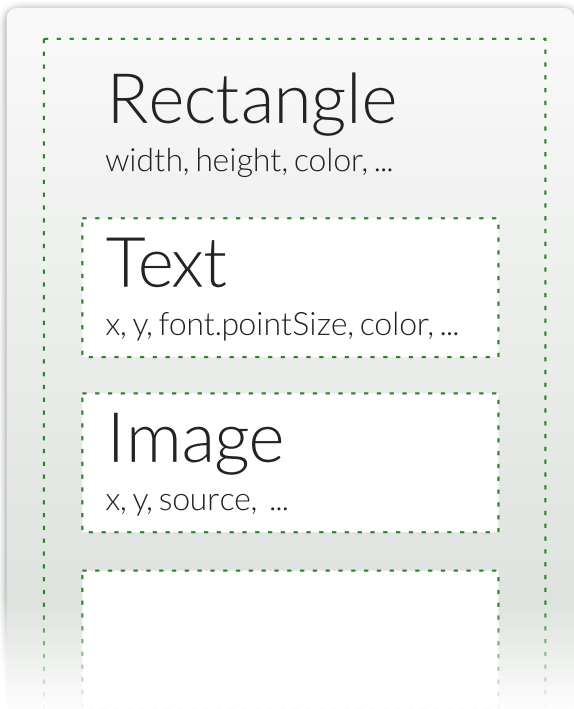 Rectangle
width, height, color, ...
Text
x, y, font.pointSize, color, ...
Image
x, y, source,  ...